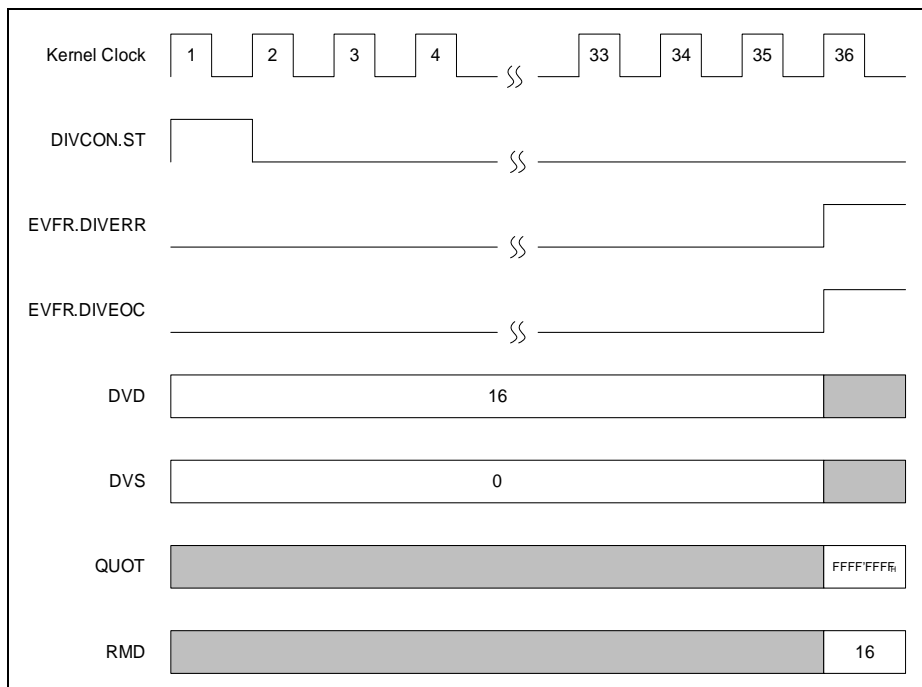 Kernel Clock 1 2 3 4 33 34 35 36
DIVCON.ST
EVFR.DIVERR
EVFR.DIVEOC
DVD 16
DVS 0
QUOT FFFF'FFFFH
RMD 16